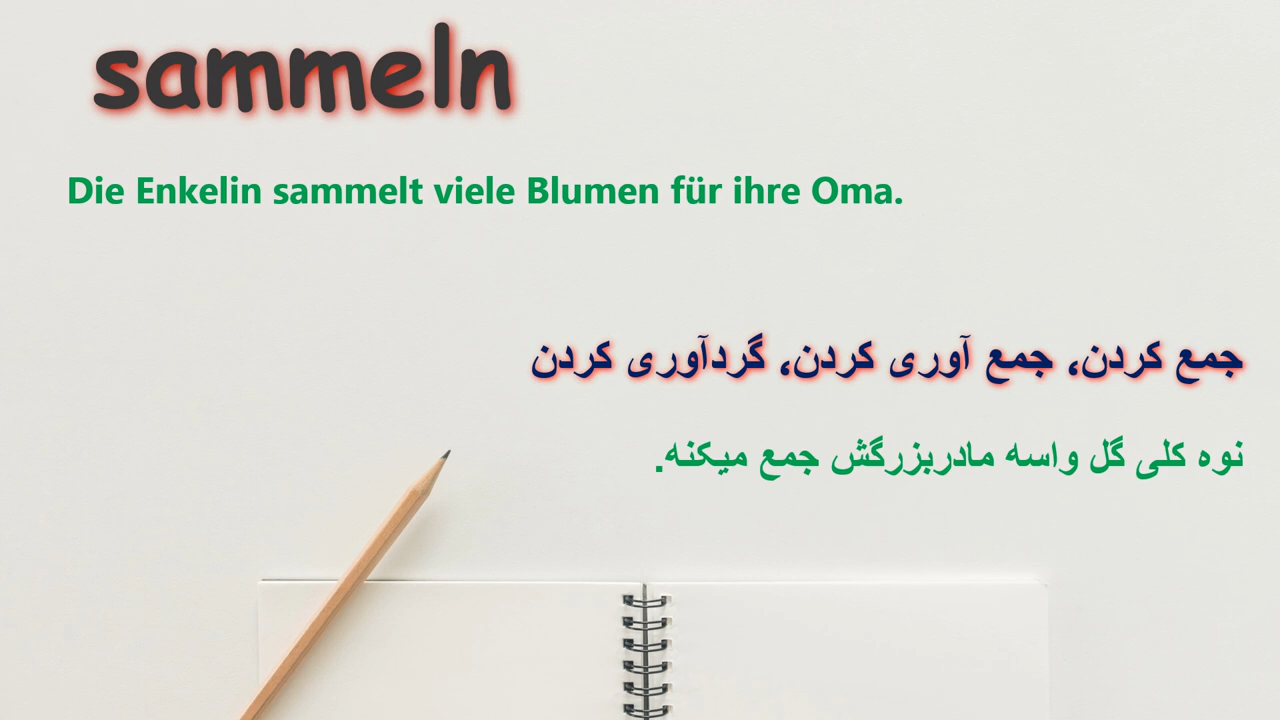 sammeln
Die Enkelin sammelt viele Blumen für ihre Oma.
جمع کردن، جمع آوری کردن، گردآوری کردن
نوه کلی گل واسه مادربزرگش جمع میکنه.